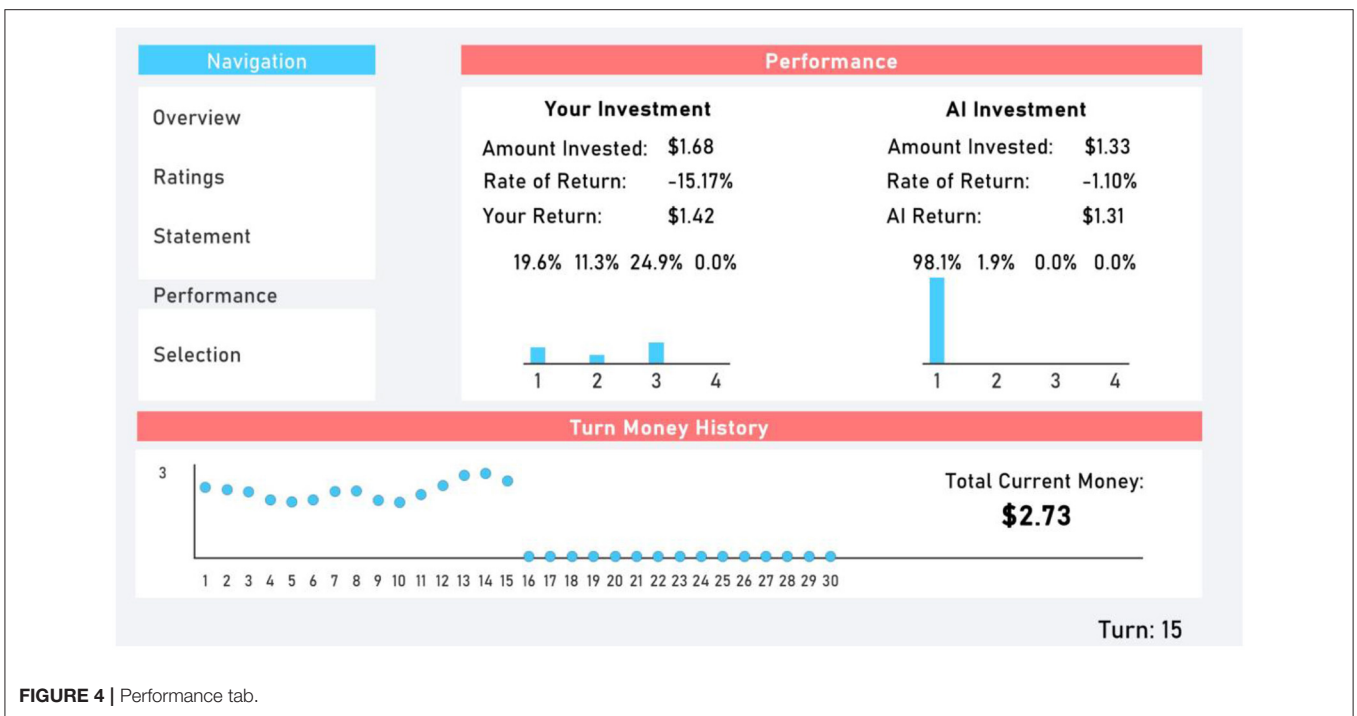 Navigation
Overview
Ratings
Statement
Performance
Selection
Performance
Your Investment
Amount Invested: $1.68
Rate of Return: -15.17%
Your Return: $1.42
19.6% 11.3% 24.9% 0.0%
1 2 3 4
AI Investment
Amount Invested: $1.33
Rate of Return: -1.10%
AI Return: $1.31
98.1% 1.9% 0.0% 0.0%
1 2 3 4
Turn Money History
3
1 2 3 4 5 6 7 8 9 10 11 12 13 14 15 16 17 18 19 20 21 22 23 24 25 26 27 28 29 30
Total Current Money:
$2.73
Turn: 15
FIGURE 4 | Performance tab.